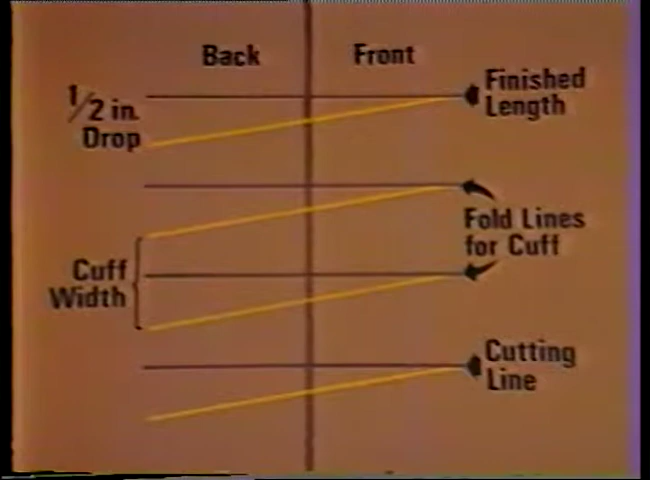 Back
Front
1/2 in.
Drop
Finished
Length
Fold Lines
for Cuff
Cuff
Width
Cutting
Line